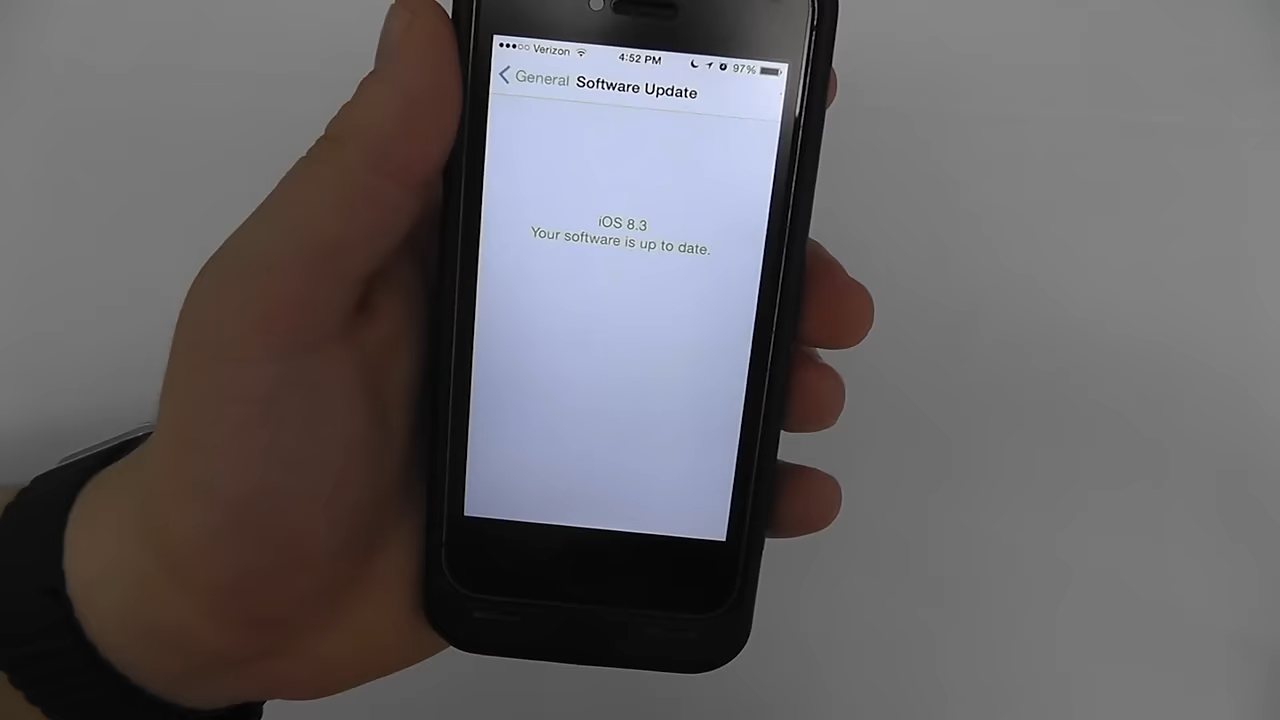 Verizon 4:52 PM 97%
General Software Update
iOS 8.3
Your software is up to date.